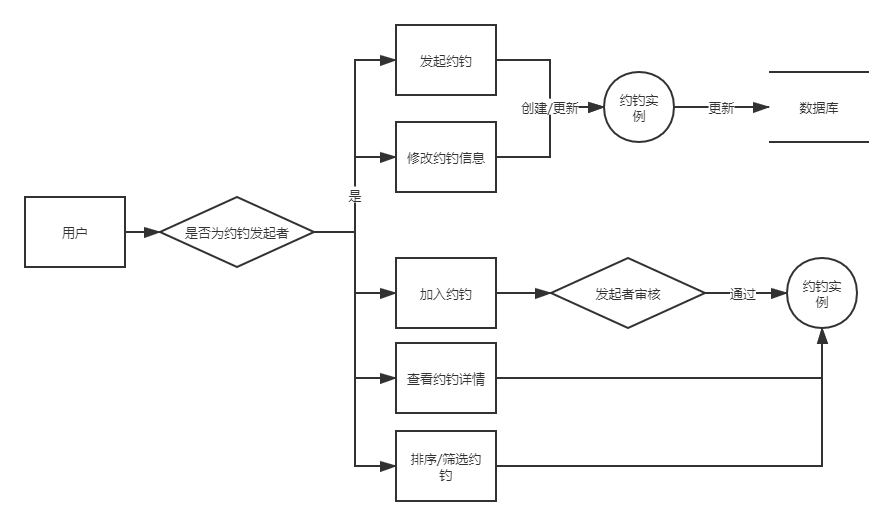 发起约钓
约钓实
例
创建/更新
更新
数据库
修改约钓信息
是
用户
是否为约钓发起者
加入约钓
发起者审核
通过
约钓实
例
查看约钓详情
排序/筛选约
钓